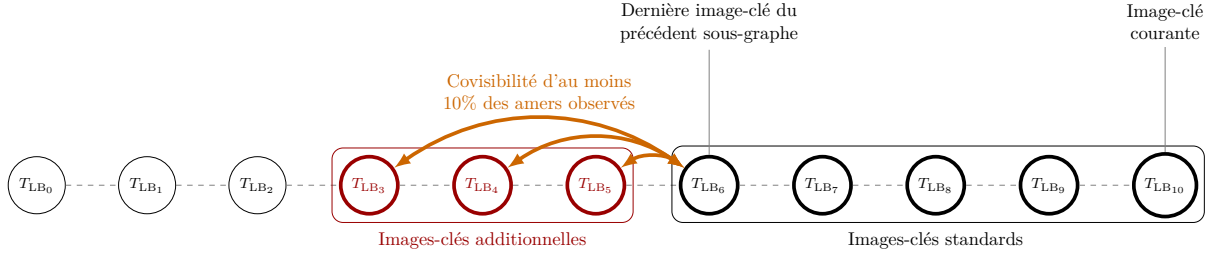 Dernière image-clé du
précédent sous-graphe
Image-clé
courante
Covisibilité d'au moins
10% des amers observés
T_LB₀ T_LB₁ T_LB₂ T_LB₃ T_LB₄ T_LB₅ T_LB₆ T_LB₇ T_LB₈ T_LB₉ T_LB₁₀
Images-clés additionnelles
Images-clés standards